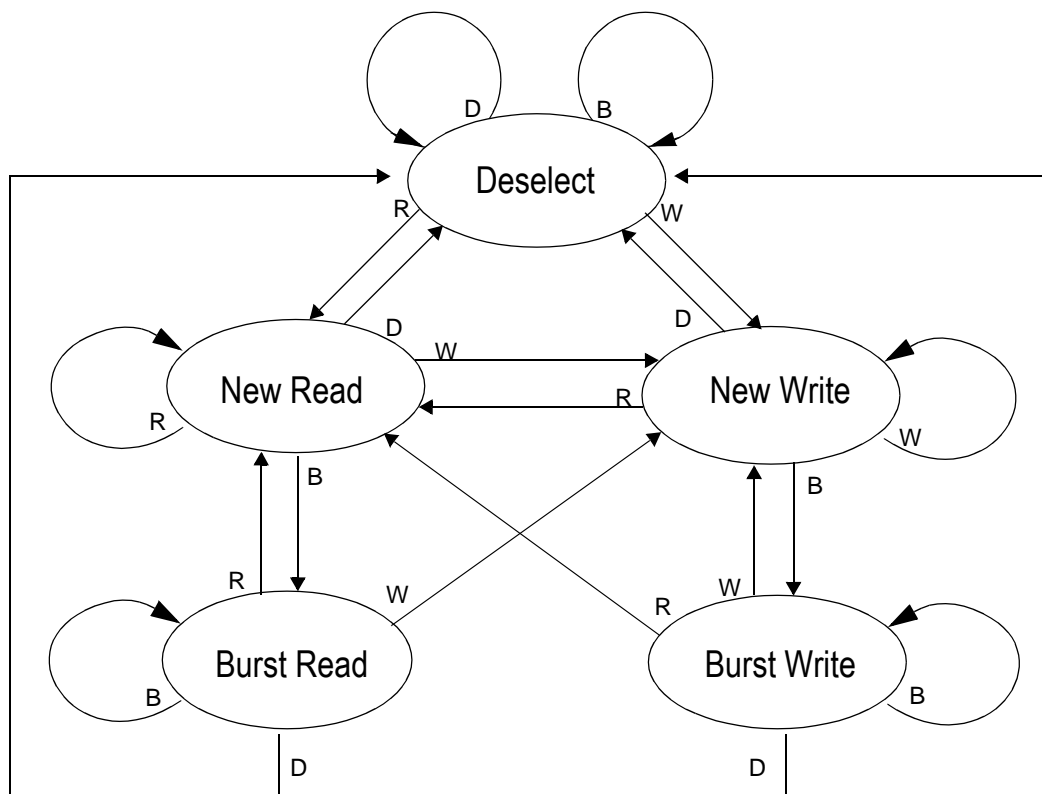 D B
Deselect
R W
D D
W
New Read New Write
R
R W
B B
R W R W
Burst Read Burst Write
B B
D D